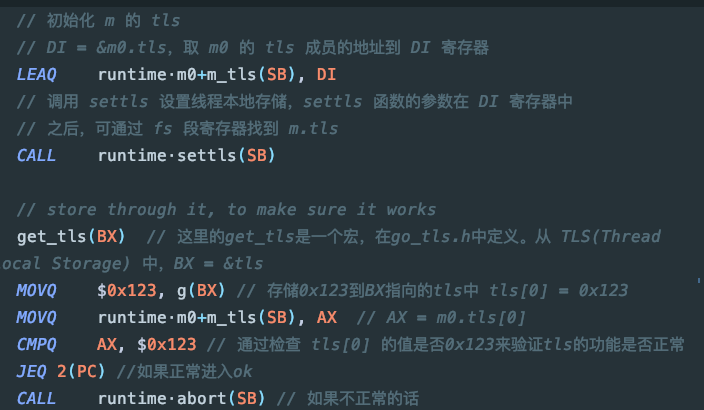 // 初始化 m 的 tls
// DI = &m0.tls，取 m0 的 tls 成员的地址到 DI 寄存器
LEAQ runtime·m0+m_tls(SB), DI
// 调用 settls 设置线程本地存储，settls 函数的参数在 DI 寄存器中
// 之后，可通过 fs 段寄存器找到 m.tls
CALL runtime·settls(SB)
// store through it, to make sure it works
get_tls(BX) // 这里的get_tls是一个宏，在go_tls.h中定义。从 TLS(Thread
ocal Storage) 中，BX = &tls
MOVQ $0x123, g(BX) // 存储0x123到BX指向的tls中 tls[0] = 0x123
MOVQ runtime·m0+m_tls(SB), AX // AX = m0.tls[0]
CMPQ AX, $0x123 // 通过检查 tls[0] 的值是否0x123来验证tls的功能是否正常
JEQ 2(PC) //如果正常进入ok
CALL runtime·abort(SB) // 如果不正常的话